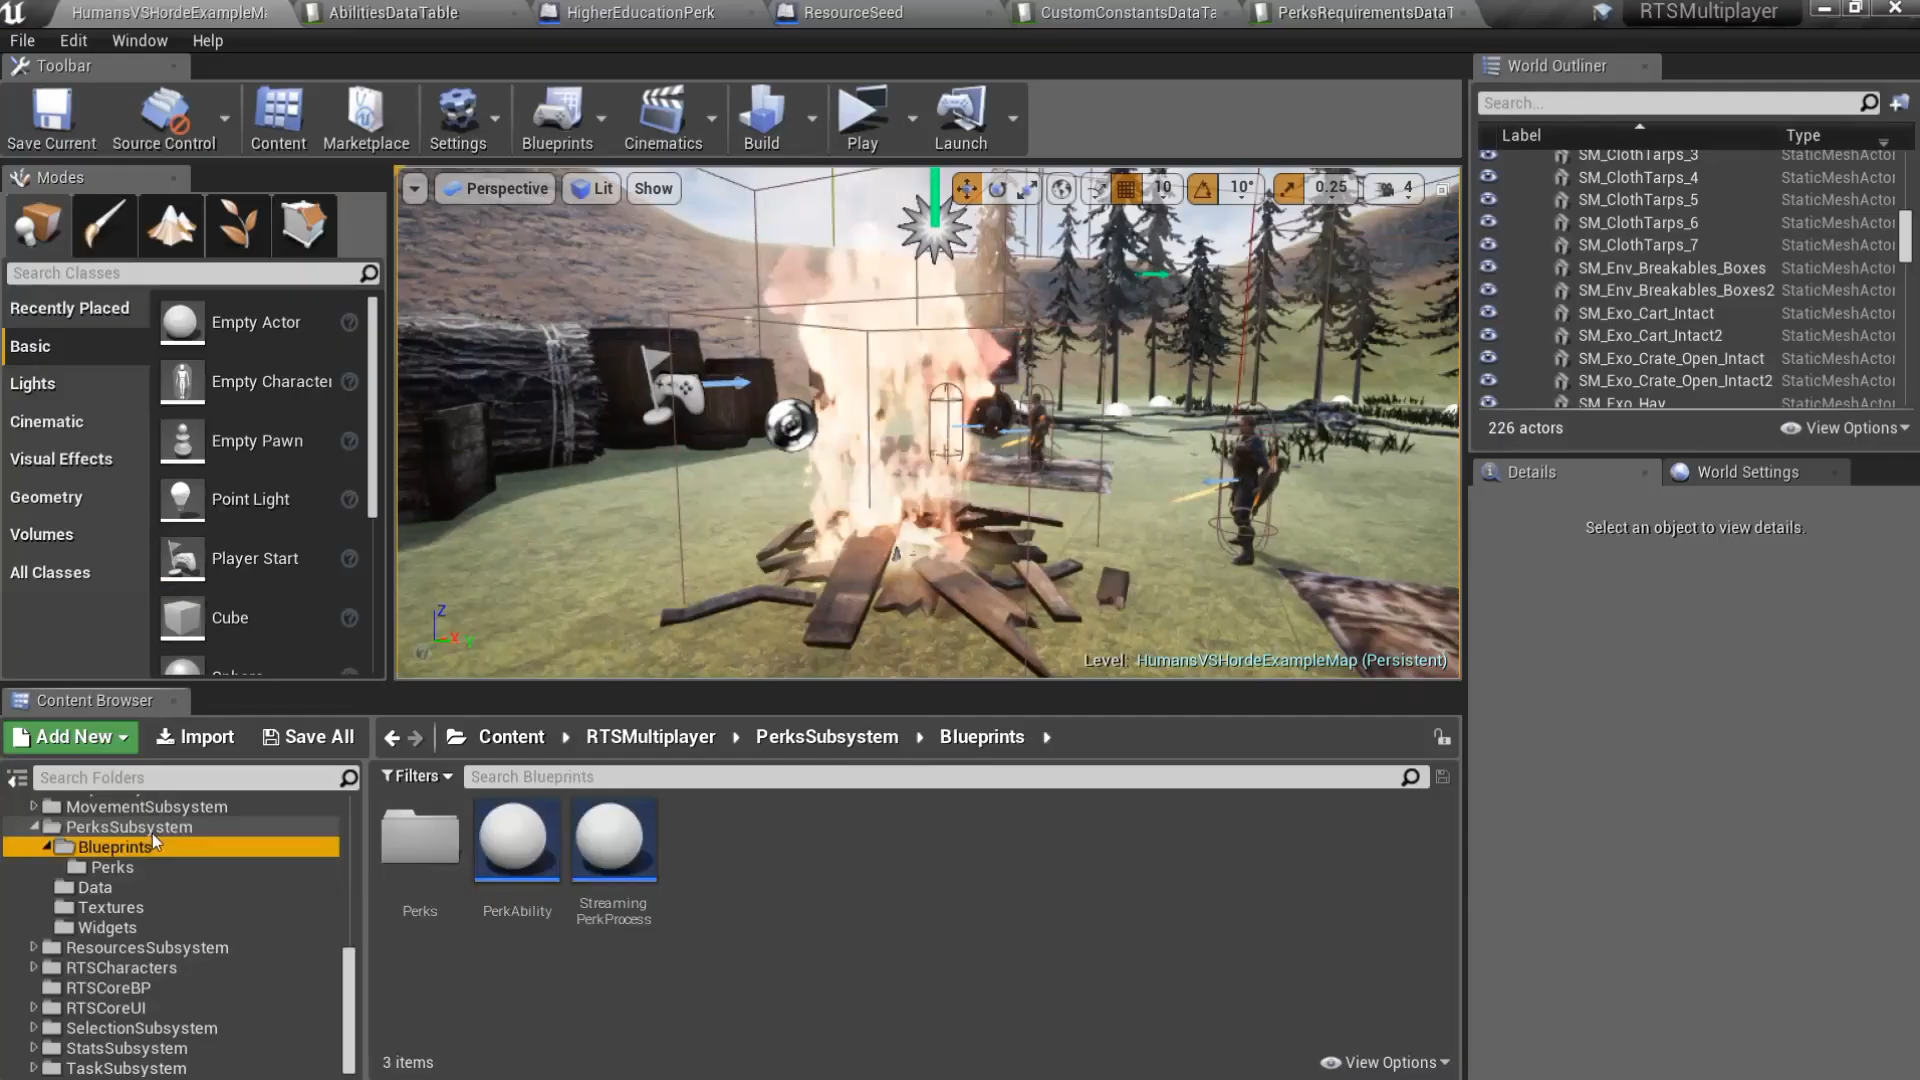 HumansVSHordeExampleMa
AbilitiesDataTable
HigherEducationPerk
ResourceSeed
CustomConstantsDataTa
PerksRequirementsDataT
RTSMultiplayer
File
Edit
Window
Help
Toolbar
Save Current
Source Control
Content
Marketplace
Settings
Blueprints
Cinematics
Build
Play
Launch
World Outliner
Search...
Label
Type
SM_ClothTarps_3 StaticMeshActor
SM_ClothTarps_4 StaticMeshActor
SM_ClothTarps_5 StaticMeshActor
SM_ClothTarps_6 StaticMeshActor
SM_ClothTarps_7 StaticMeshActor
SM_Env_Breakables_Boxes StaticMeshActor
SM_Env_Breakables_Boxes2 StaticMeshActor
SM_Exo_Cart_Intact StaticMeshActor
SM_Exo_Cart_Intact2 StaticMeshActor
SM_Exo_Crate_Open_Intact StaticMeshActor
SM_Exo_Crate_Open_Intact2 StaticMeshActor
SM_Exo_Hay StaticMeshActor
226 actors
View Options
Details
World Settings
Select an object to view details.
Modes
Search Classes
Recently Placed
Basic
Lights
Cinematic
Visual Effects
Geometry
Volumes
All Classes
Empty Actor
Empty Character
Empty Pawn
Point Light
Player Start
Cube
Perspective
Lit
Show
10
10°
0.25
4
Z
X
Y
Level: HumansVSHordeExampleMap (Persistent)
Content Browser
Add New
Import
Save All
Content
RTSMultiplayer
PerksSubsystem
Blueprints
Search Folders
Filters
Search Blueprints
MovementSubsystem
PerksSubsystem
Blueprints
Perks
Data
Textures
Widgets
ResourcesSubsystem
RTSCharacters
RTSCoreBP
RTSCoreUI
SelectionSubsystem
StatsSubsystem
TaskSubsystem
Perks
PerkAbility
Streaming
PerkProcess
3 items
View Options